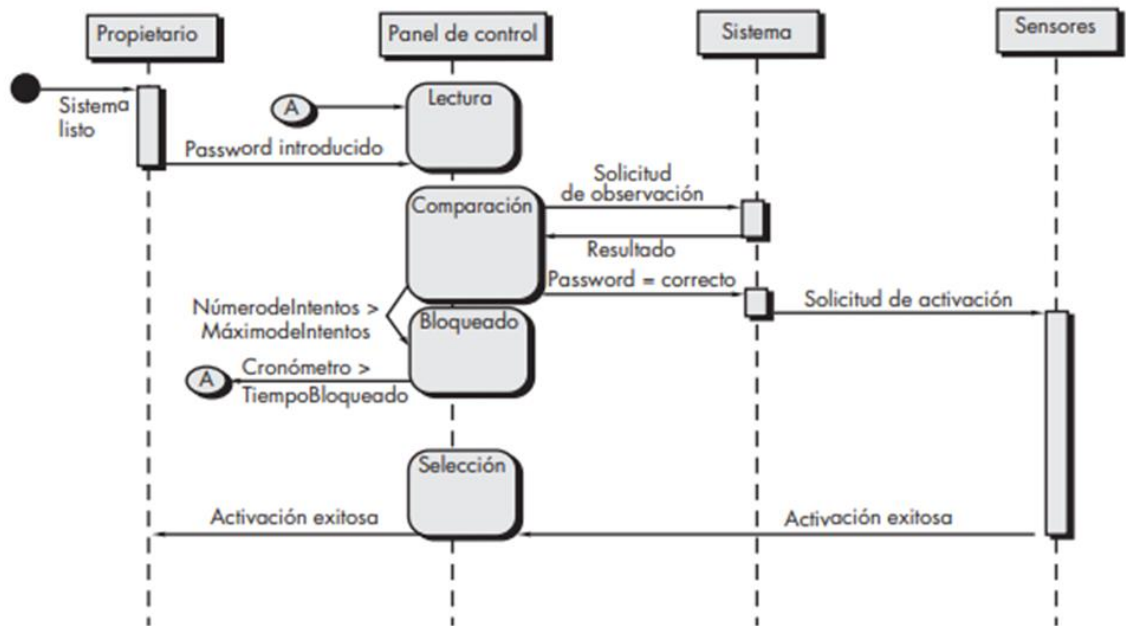 Propietario
Panel de control
Sistema
Sensores
Sistema
listo
A
Lectura
Password introducido
Comparación
Solicitud
de observación
Resultado
Password = correcto
Solicitud de activación
NúmerodeIntentos >
MáximodeIntentos
Bloqueado
A
Cronómetro >
TiempoBloqueado
Selección
Activación exitosa
Activación exitosa